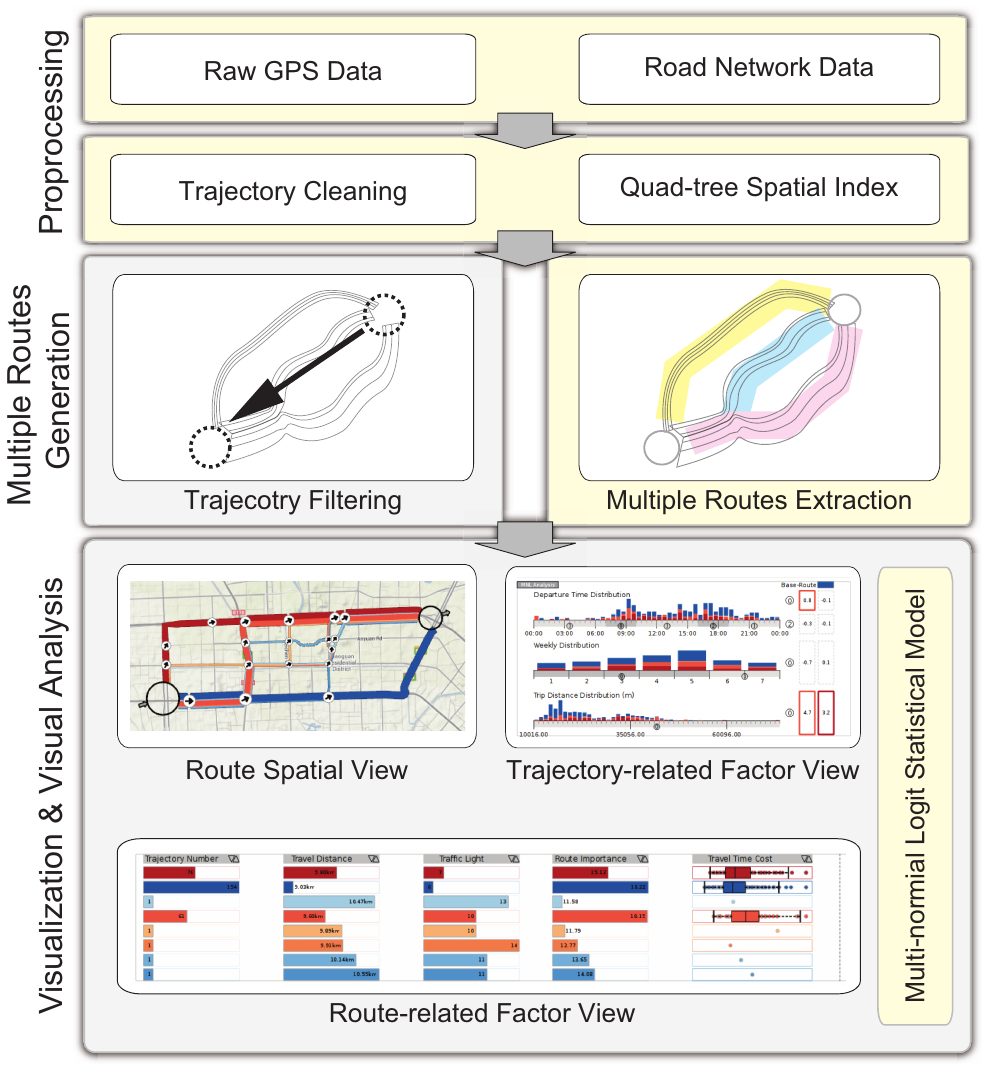 Proprocessing
Raw GPS Data
Road Network Data
Trajectory Cleaning
Quad-tree Spatial Index
Multiple Routes
Generation
Trajecotry Filtering
Multiple Routes Extraction
Visualization & Visual Analysis
Route Spatial View
MNL Analysis
Base-Route
Departure Time Distribution
0.8 -0.1
-0.3 -0.1
00:00 03:00 06:00 09:00 12:00 15:00 18:00 21:00 00:00
Weekly Distribution
-0.7 0.1
1 2 3 4 5 6 7
Trip Distance Distribution (m)
4.7 3.2
10016.00 35056.00 60096.00
Trajectory-related Factor View
Multi-normial Logit Statistical Model
Trajectory Number Travel Distance Traffic Light Route Importance Travel Time Cost
76 7 15.12
154 9.03km 6
1 10.47km 13 11.58
62 9.60km 10 18.15
1 9.89km 10 11.79
1 9.91km 14 12.77
1 10.14km 11 13.65
1 10.55km 11 14.08
Route-related Factor View